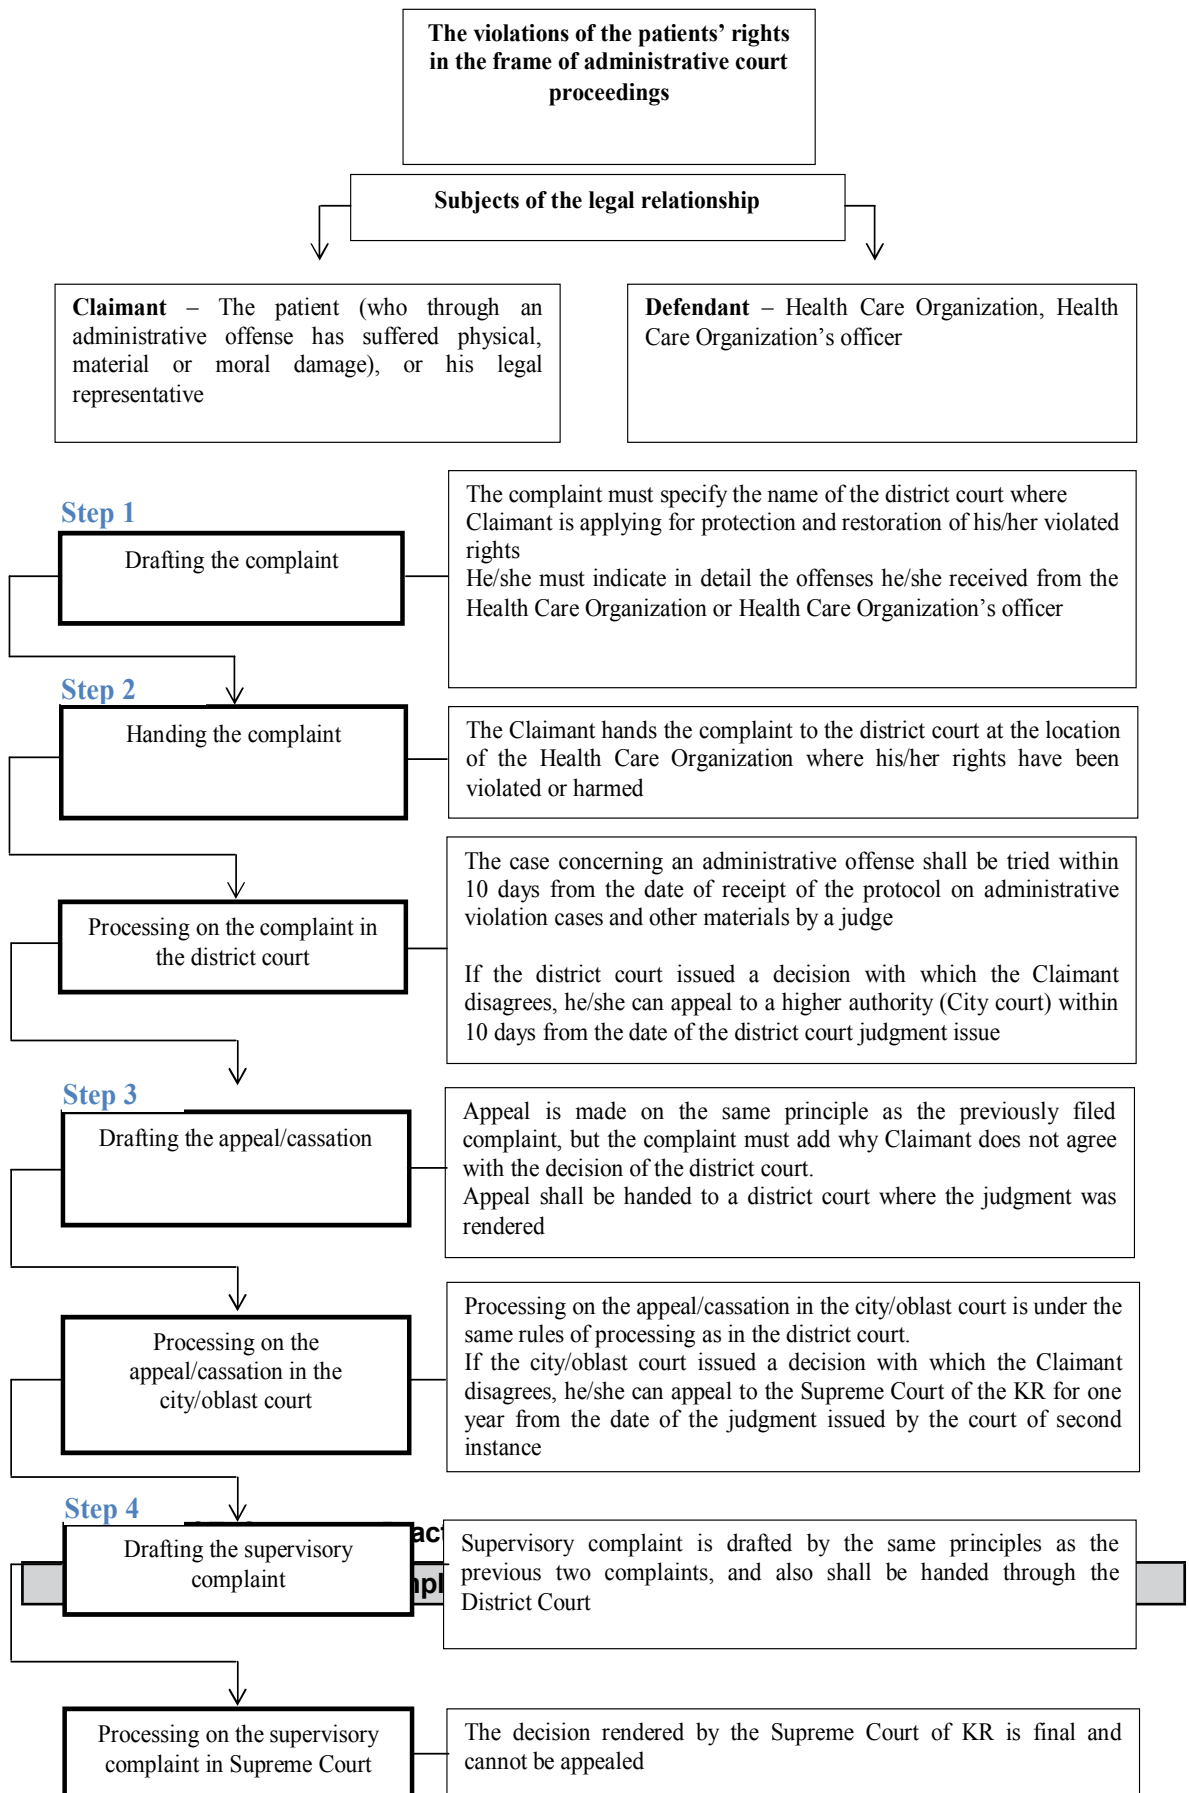 The violations of the patients’ rights
in the frame of administrative court
proceedings
Subjects of the legal relationship
Claimant – The patient (who through an
administrative offense has suffered physical,
material or moral damage), or his legal
representative
Defendant – Health Care Organization, Health
Care Organization’s officer
Step 1
Drafting the complaint
The complaint must specify the name of the district court where
Claimant is applying for protection and restoration of his/her violated
rights
He/she must indicate in detail the offenses he/she received from the
Health Care Organization or Health Care Organization’s officer
Step 2
Handing the complaint
The Claimant hands the complaint to the district court at the location
of the Health Care Organization where his/her rights have been
violated or harmed
Processing on the complaint in
the district court
The case concerning an administrative offense shall be tried within
10 days from the date of receipt of the protocol on administrative
violation cases and other materials by a judge
If the district court issued a decision with which the Claimant
disagrees, he/she can appeal to a higher authority (City court) within
10 days from the date of the district court judgment issue
Step 3
Drafting the appeal/cassation
Appeal is made on the same principle as the previously filed
complaint, but the complaint must add why Claimant does not agree
with the decision of the district court.
Appeal shall be handed to a district court where the judgment was
rendered
Processing on the
appeal/cassation in the
city/oblast court
Processing on the appeal/cassation in the city/oblast court is under the
same rules of processing as in the district court.
If the city/oblast court issued a decision with which the Claimant
disagrees, he/she can appeal to the Supreme Court of the KR for one
year from the date of the judgment issued by the court of second
instance
Step 4
Drafting the supervisory
complaint
Supervisory complaint is drafted by the same principles as the
previous two complaints, and also shall be handed through the
District Court
Processing on the supervisory
complaint in Supreme Court
The decision rendered by the Supreme Court of KR is final and
cannot be appealed